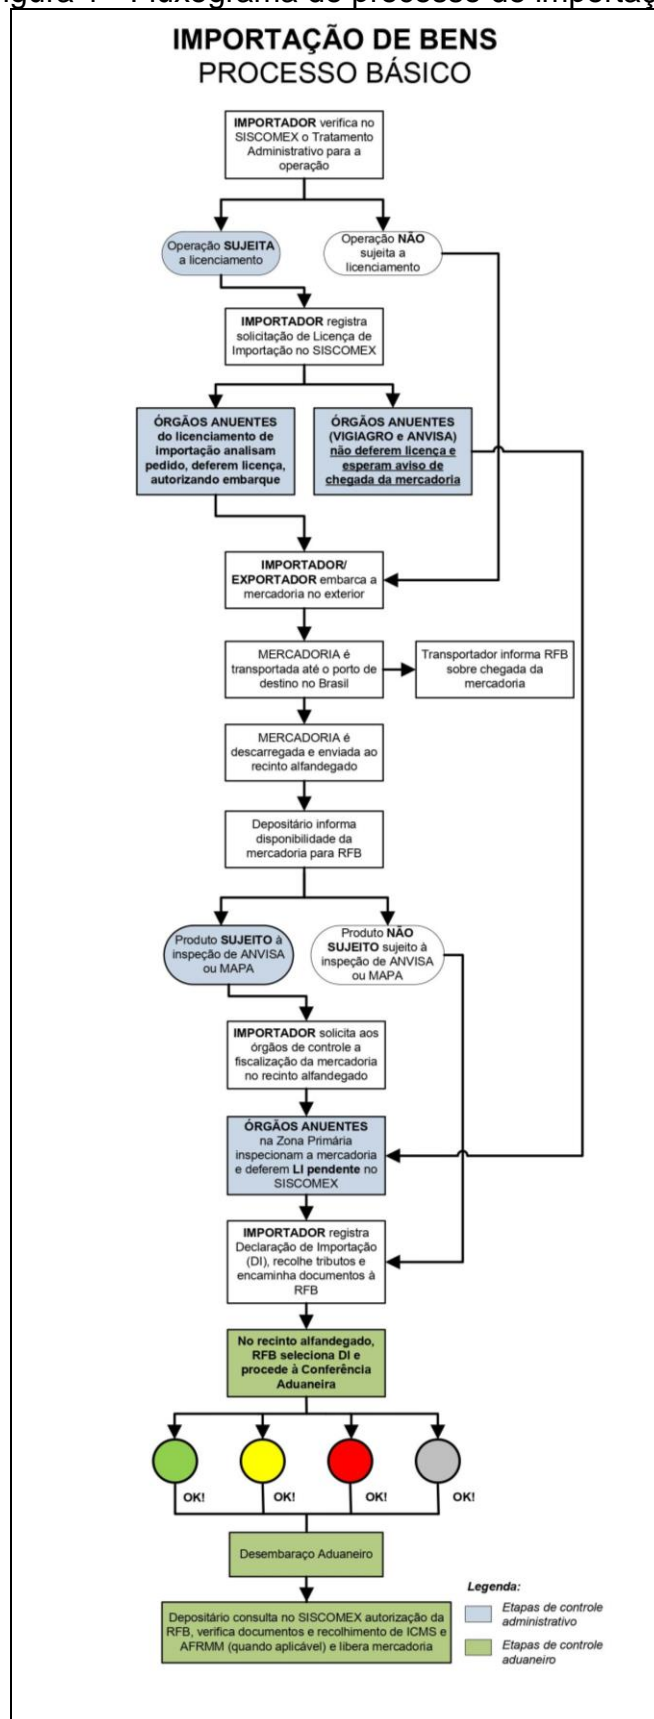 gura 1 - Fluxograma do processo de importaç
IMPORTAÇÃO DE BENS
PROCESSO BÁSICO
IMPORTADOR verifica no
SISCOMEX o Tratamento
Administrativo para a
operação
Operação SUJEITA
a licenciamento
Operação NÃO
sujeita a
licenciamento
IMPORTADOR registra
solicitação de Licença de
Importação no SISCOMEX
ÓRGÃOS ANUENTES
do licenciamento de
importação analisam
pedido, deferem licença,
autorizando embarque
ÓRGÃOS ANUENTES
(VIGIAGRO e ANVISA)
não deferem licença e
esperam aviso de
chegada da mercadoria
IMPORTADOR/
EXPORTADOR embarca a
mercadoria no exterior
MERCADORIA é
transportada até o porto de
destino no Brasil
Transportador informa RFB
sobre chegada da
mercadoria
MERCADORIA é
descarregada e enviada ao
recinto alfandegado
Depositário informa
disponibilidade da
mercadoria para RFB
Produto SUJEITO à
inspeção de ANVISA
ou MAPA
Produto NÃO
SUJEITO sujeito à
inspeção de ANVISA
ou MAPA
IMPORTADOR solicita aos
órgãos de controle a
fiscalização da mercadoria
no recinto alfandegado
ÓRGÃOS ANUENTES
na Zona Primária
inspecionam a mercadoria
e deferem LI pendente no
SISCOMEX
IMPORTADOR registra
Declaração de Importação
(DI), recolhe tributos e
encaminha documentos à
RFB
No recinto alfandegado,
RFB seleciona DI e
procede à Conferência
Aduaneira
OK!
OK!
OK!
OK!
Desembaraço Aduaneiro
Depositário consulta no SISCOMEX autorização da
RFB, verifica documentos e recolhimento de ICMS e
AFRMM (quando aplicável) e libera mercadoria
Legenda:
Etapas de controle
administrativo
Etapas de controle
aduaneiro